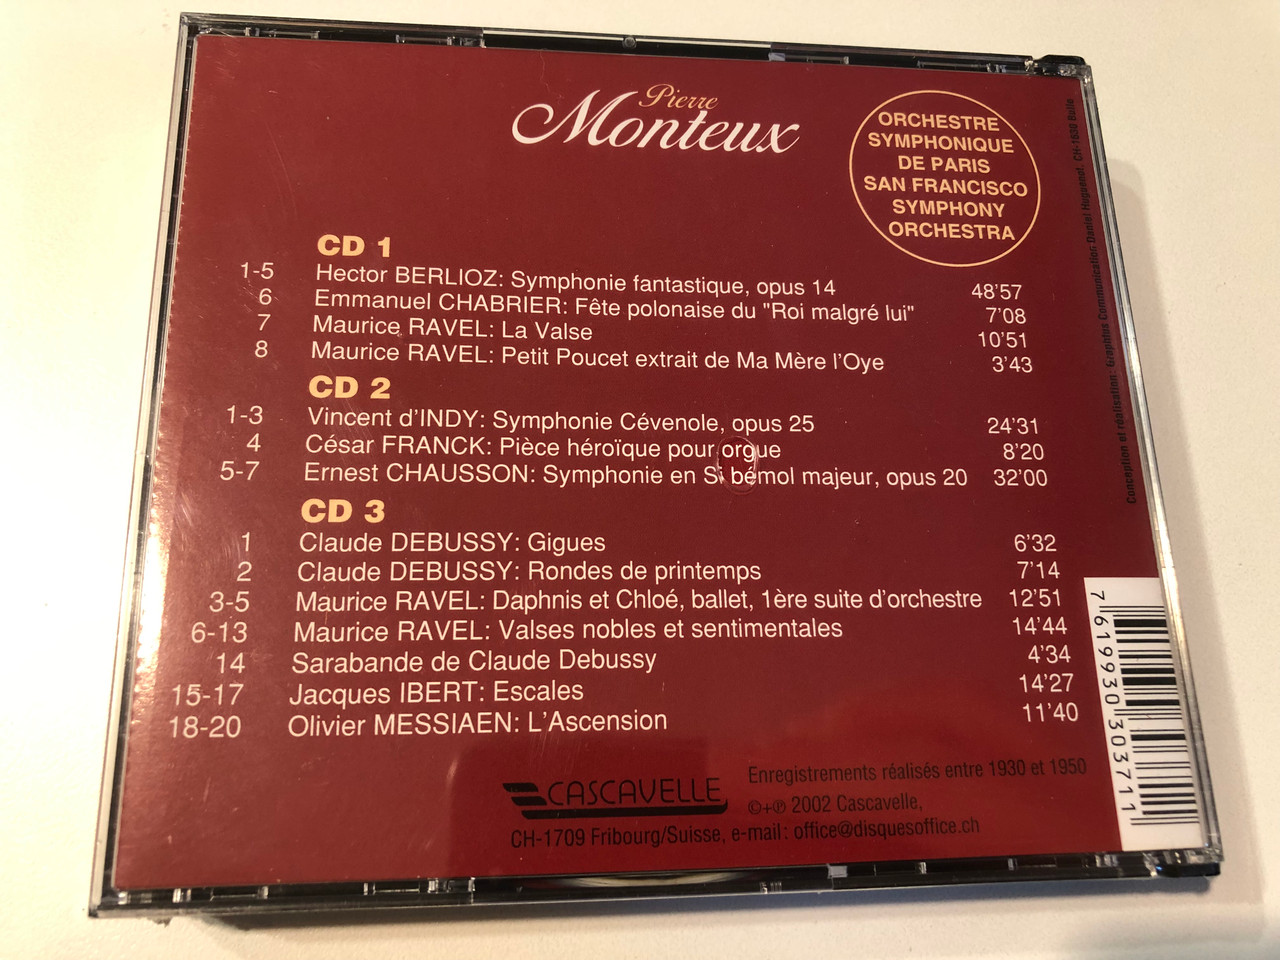 Pierre
Monteux
ORCHESTRE
SYMPHONIQUE
DE PARIS
SAN FRANCISCO
SYMPHONY
ORCHESTRA
CD 1
1-5 Hector BERLIOZ: Symphonie fantastique, opus 14 48'57
6 Emmanuel CHABRIER: Fête polonaise du "Roi malgré lui" 7'08
7 Maurice RAVEL: La Valse 10'51
8 Maurice RAVEL: Petit Poucet extrait de Ma Mère l'Oye 3'43
CD 2
1-3 Vincent d'INDY: Symphonie Cévenole, opus 25 24'31
4 César FRANCK: Pièce héroïque pour orgue 8'20
5-7 Ernest CHAUSSON: Symphonie en Si bémol majeur, opus 20 32'00
CD 3
1 Claude DEBUSSY: Gigues 6'32
2 Claude DEBUSSY: Rondes de printemps 7'14
3-5 Maurice RAVEL: Daphnis et Chloé, ballet, 1ère suite d'orchestre 12'51
6-13 Maurice RAVEL: Valses nobles et sentimentales 14'44
14 Sarabande de Claude Debussy 4'34
15-17 Jacques IBERT: Escales 14'27
18-20 Olivier MESSIAEN: L'Ascension 11'40
CASCAVELLE
Enregistrements réalisés entre 1930 et 1950
©+℗ 2002 Cascavelle,
CH-1709 Fribourg/Suisse, e-mail: office@disquesoffice.ch
Conception et réalisation: Graphlus Communication, Daniel Huguenot, CH-1630 Bulle
7 619930 303711